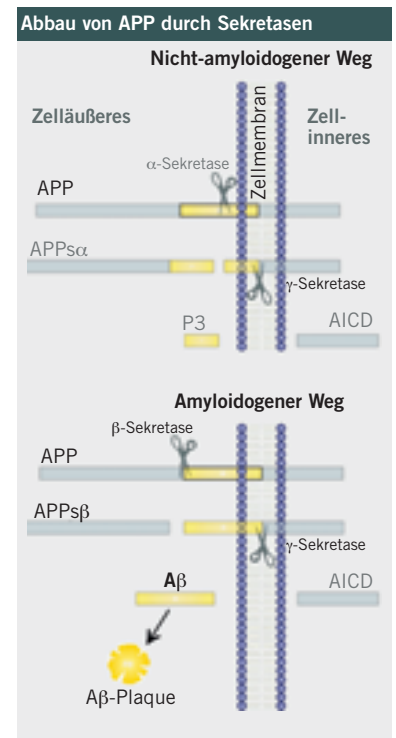 Abbau von APP durch Sekretasen
Nicht-amyloidogener Weg
Zelläußeres
Zellmembran
Zell-
inneres
α-Sekretase
APP
APPsα
γ-Sekretase
P3
AICD
Amyloidogener Weg
β-Sekretase
APP
APPsβ
γ-Sekretase
Aβ
AICD
Aβ-Plaque